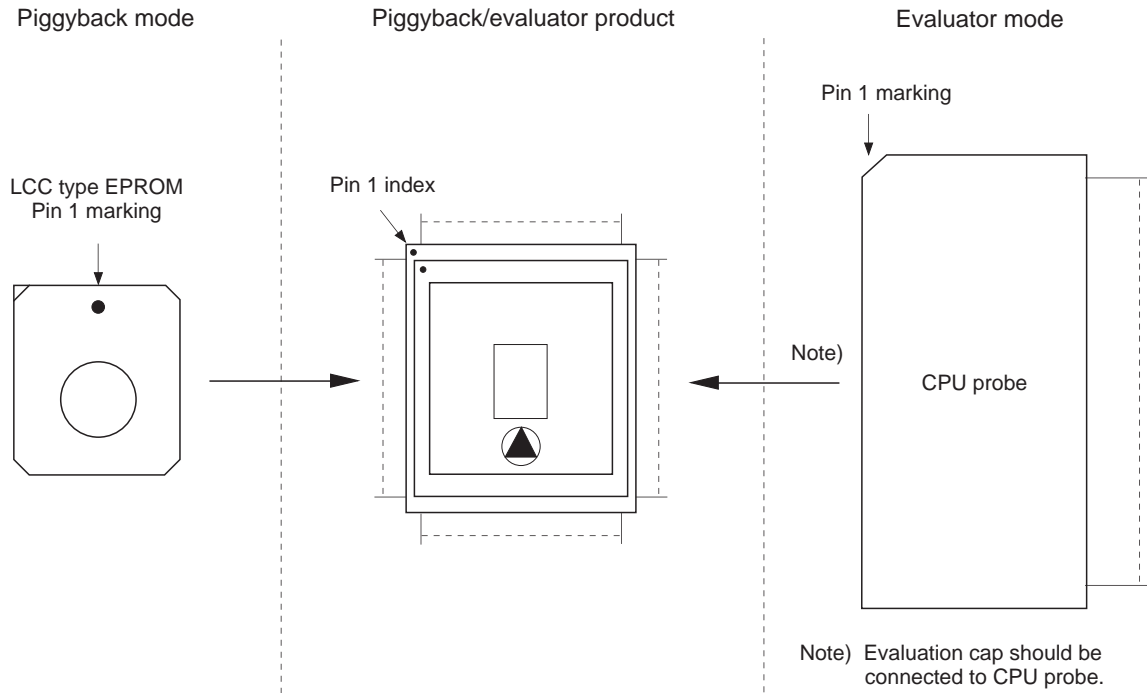 Piggyback mode
Piggyback/evaluator product
Evaluator mode
Pin 1 marking
LCC type EPROM
Pin 1 marking
Pin 1 index
Note)
CPU probe
Note) Evaluation cap should be
connected to CPU probe.